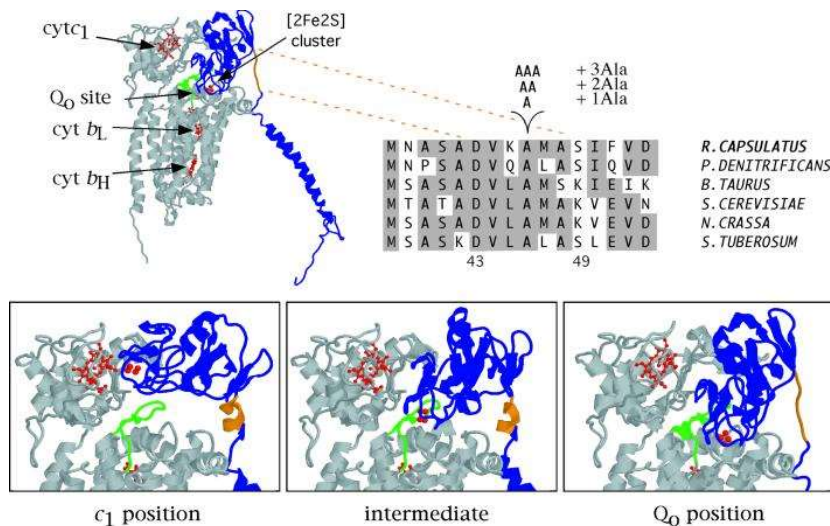 cytc1
[2Fe2S]
cluster
Qo site
cyt bL
cyt bH
AAA + 3Ala
AA + 2Ala
A + 1Ala
M N A S A D V K A M A S I F V D R.CAPSULATUS
M N P S A D V Q A L A S I Q V D P.DENITRIFICANS
M S A S A D V L A M S K I E I K B.TAURUS
M T A T A D V L A M A K V E V N S.CEREVISIAE
M S A S A D V L A M A K V E V D N.CRASSA
M S A S K D V L A L A S L E V D S.TUBEROSUM
43 49
c1 position
intermediate
Qo position